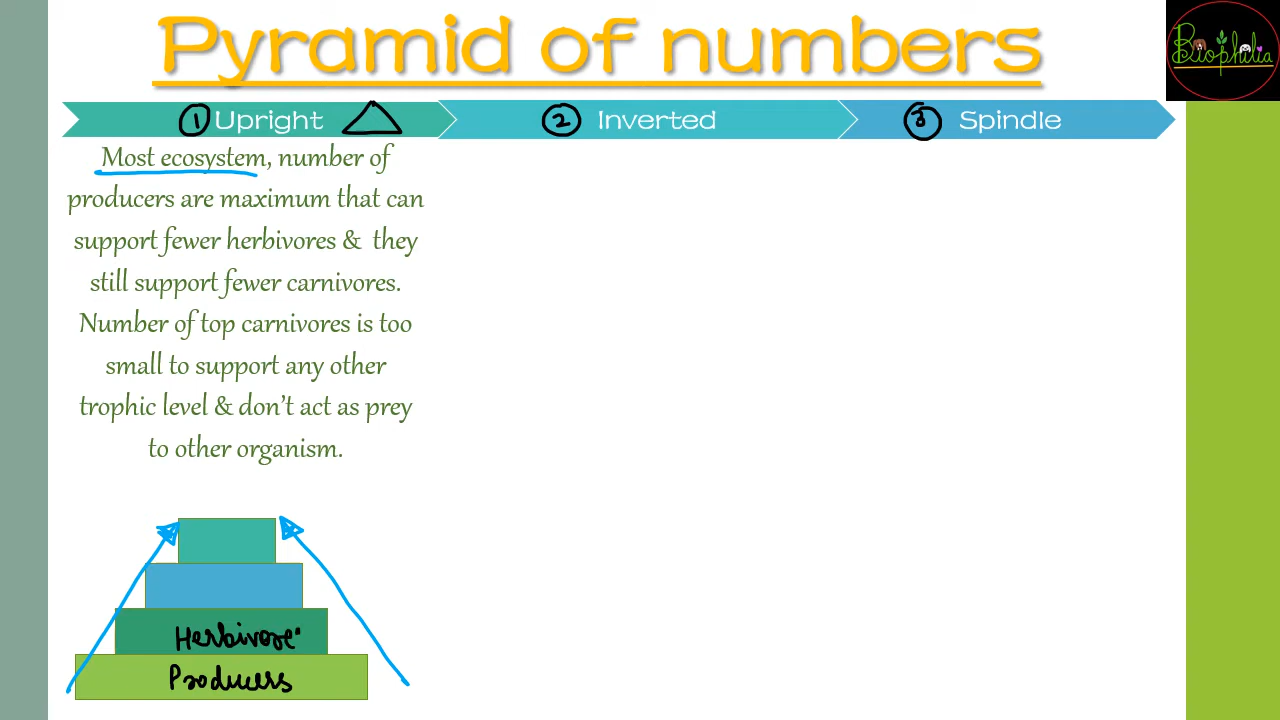 Pyramid of numbers
Biophilia
1 Upright
2 Inverted
3 Spindle
Most ecosystem, number of
producers are maximum that can
support fewer herbivores & they
still support fewer carnivores.
Number of top carnivores is too
small to support any other
trophic level & don't act as prey
to other organism.
Herbivore
Producers